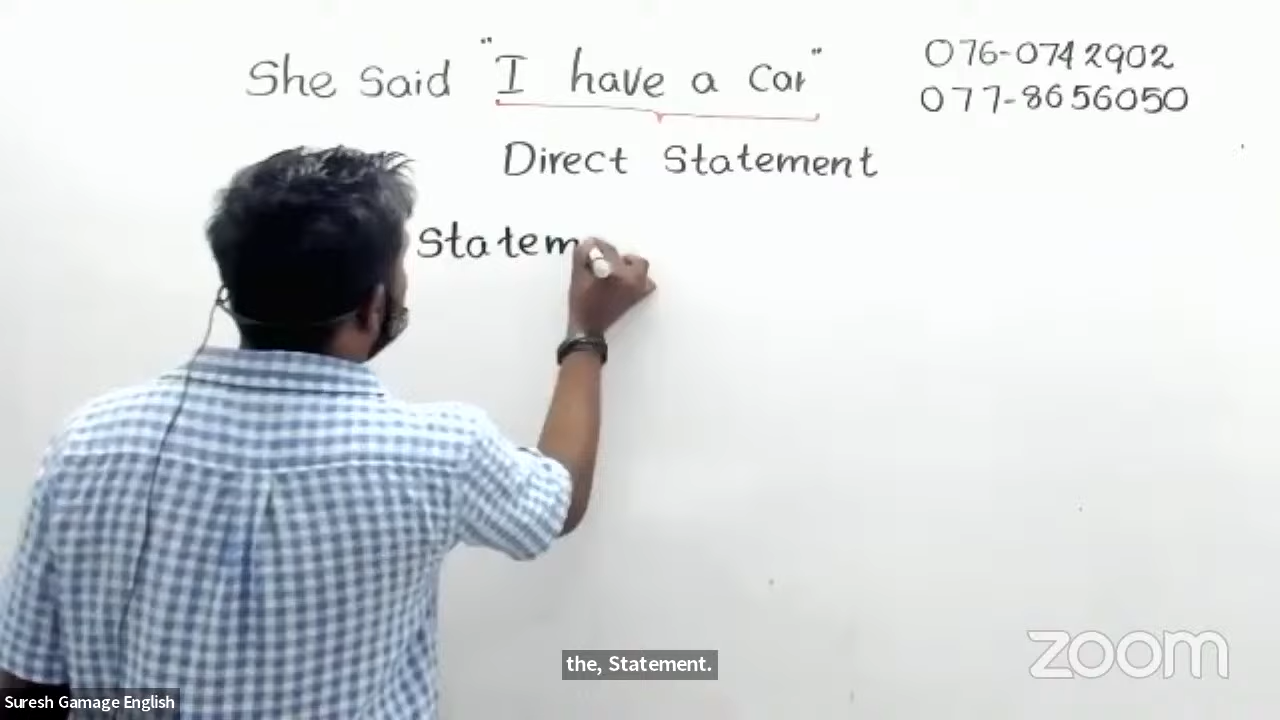 She said "I have a car"
076-0742902
077-8656050
Direct Statement
Statem
the, Statement.
zoom
Suresh Gamage English